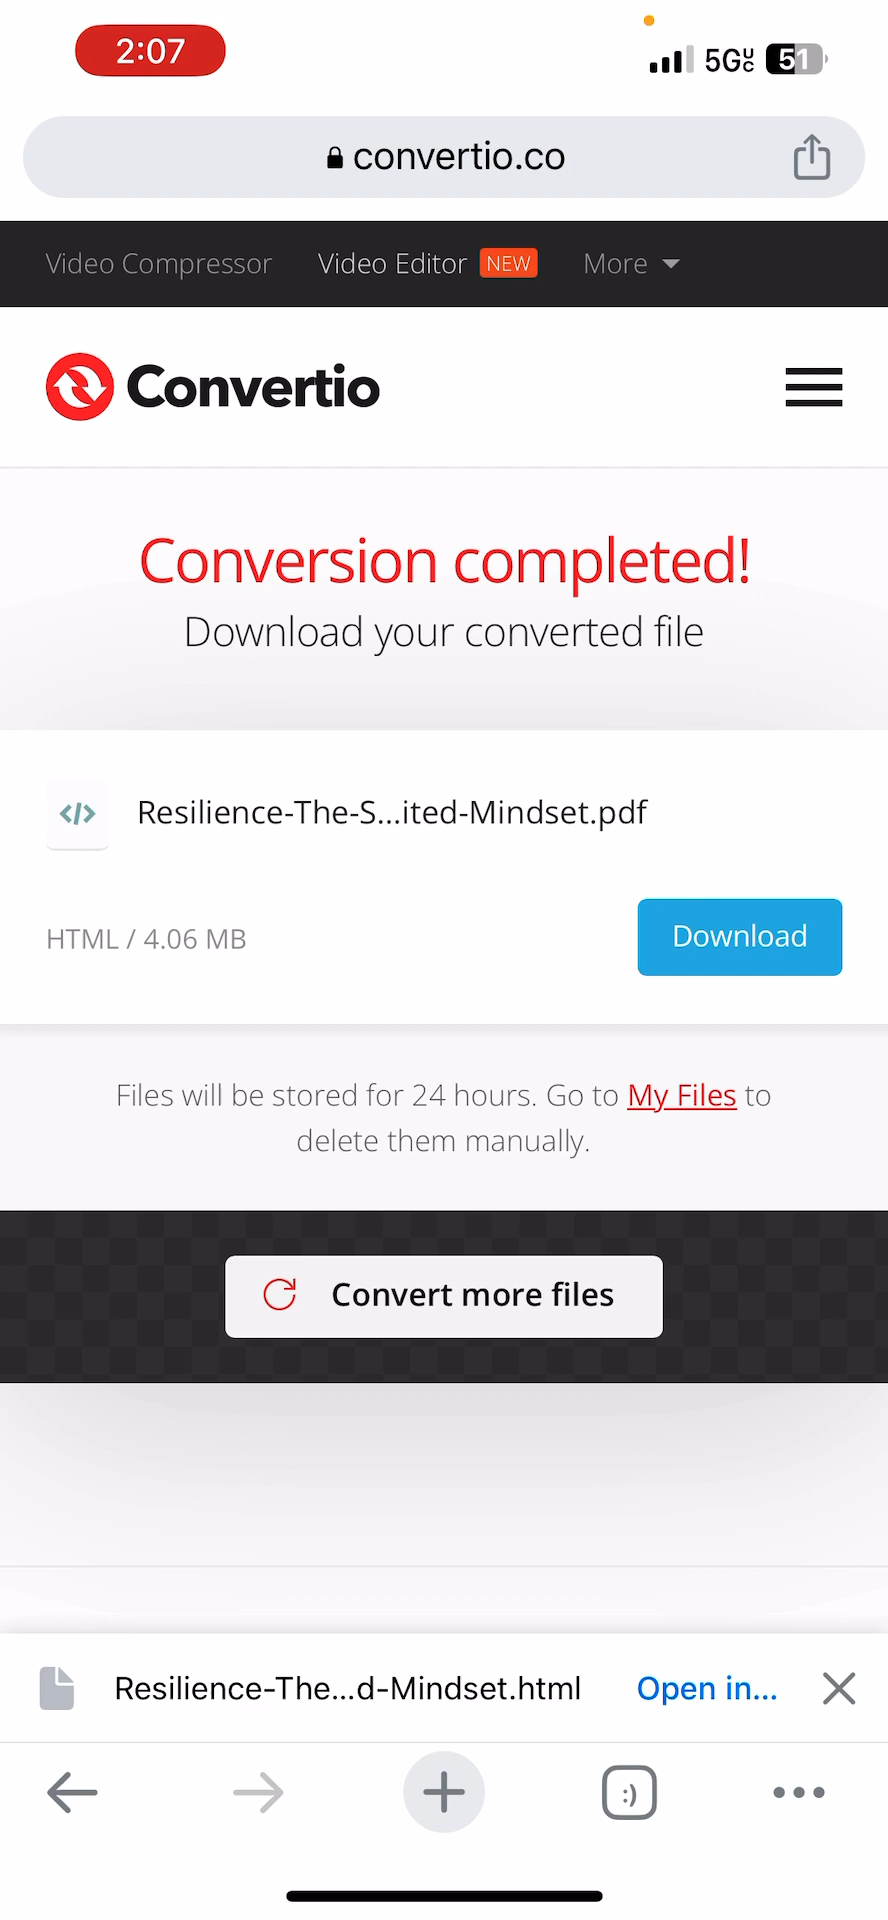 2:07
5G UC 51
convertio.co
Video Compressor Video Editor NEW More
Convertio
Conversion completed!
Download your converted file
</> Resilience-The-S...ited-Mindset.pdf
HTML / 4.06 MB Download
Files will be stored for 24 hours. Go to My Files to
delete them manually.
Convert more files
Resilience-The...d-Mindset.html Open in...
:)